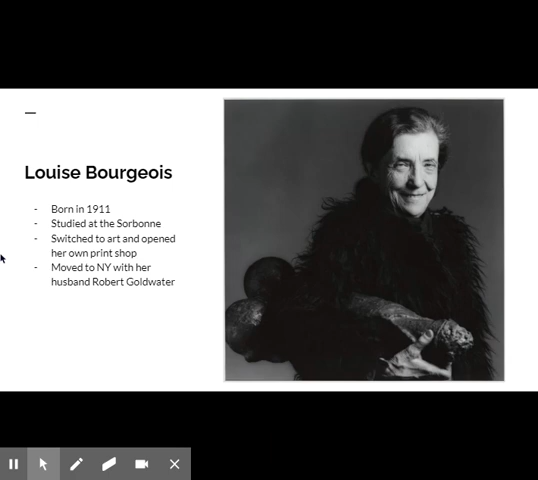 Louise Bourgeois
- Born in 1911
- Studied at the Sorbonne
- Switched to art and opened
her own print shop
- Moved to NY with her
husband Robert Goldwater